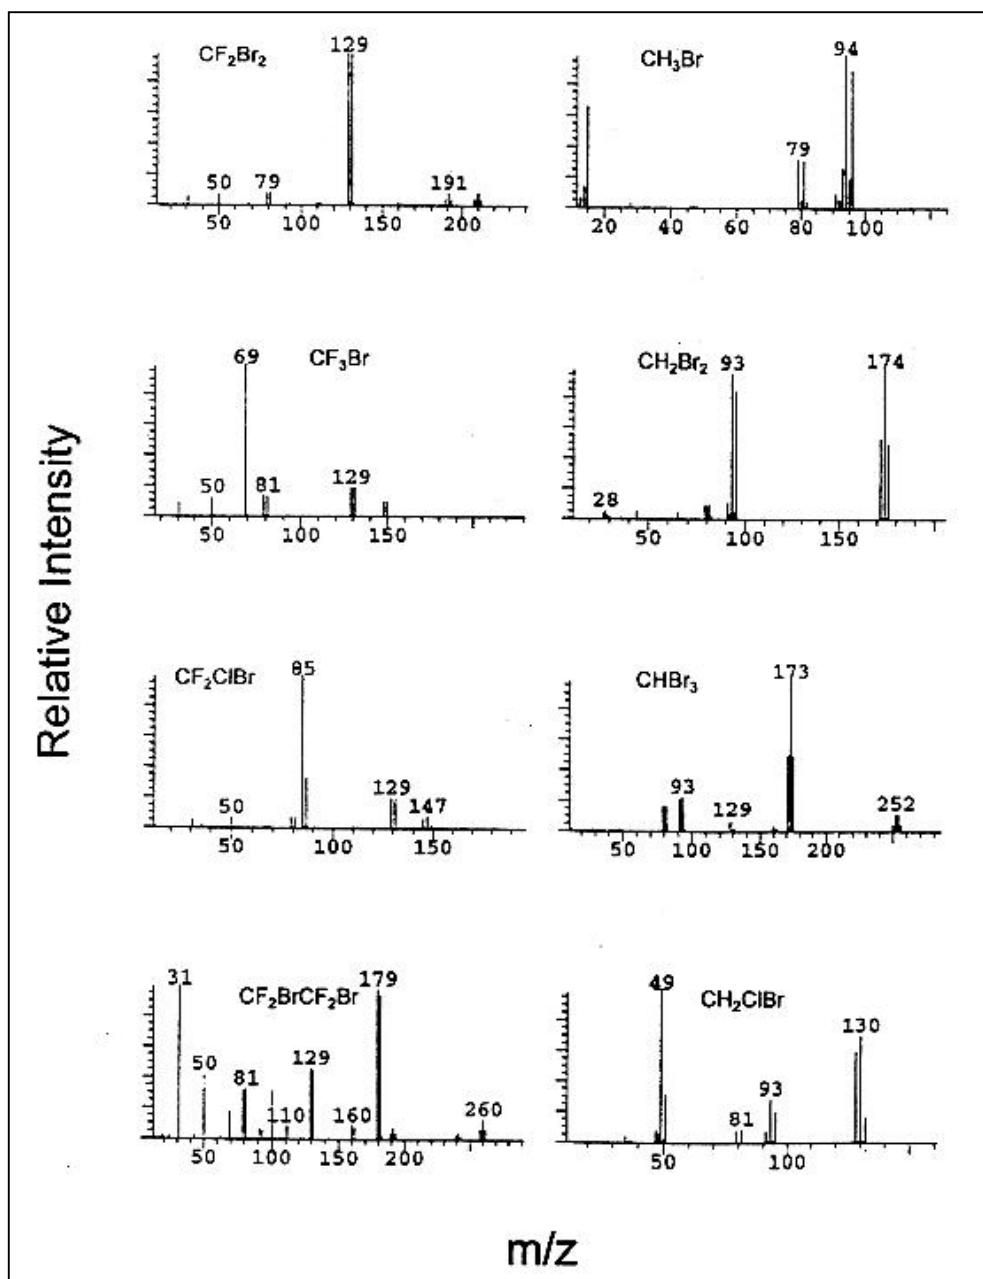 Relative Intensity
CF₂Br₂
129
50
79
191
50 100 150 200
CH₃Br
94
79
20 40 60 80 100
CF₃Br
69
50
81
129
50 100 150
CH₂Br₂
93
174
28
50 100 150
CF₂ClBr
85
50
129
147
50 100 150
CHBr₃
173
93
129
252
50 100 150 200
CF₂BrCF₂Br
31
179
50
81
129
110
160
260
50 100 150 200
CH₂ClBr
49
130
93
81
50 100
m/z